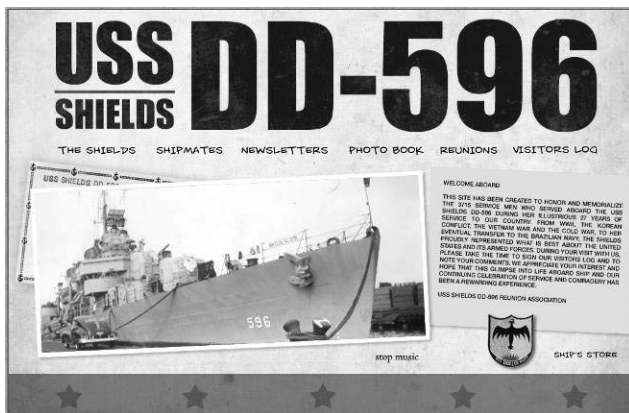 USS
SHIELDS
DD-596
THE SHIELDS SHIPMATES NEWSLETTERS PHOTO BOOK REUNIONS VISITORS LOG
USS SHIELDS DD-
596
WELCOME ABOARD
THIS SITE HAS BEEN CREATED TO HONOR AND MEMORIALIZE
THE 3715 SERVICE MEN WHO SERVED ABOARD THE USS
SHIELDS DD-596 DURING HER ILLUSTRIOUS 27 YEARS OF
SERVICE TO OUR COUNTRY. FROM WWII, THE KOREAN
CONFLICT, THE VIETNAM WAR AND THE COLD WAR, TO HER
EVENTUAL TRANSFER TO THE BRAZILIAN NAVY, THE SHIELDS
PROUDLY REPRESENTED WHAT IS BEST ABOUT THE UNITED
STATES AND ITS ARMED FORCES. DURING YOUR VISIT WITH US,
PLEASE TAKE THE TIME TO SIGN OUR VISITORS LOG AND TO
NOTE YOUR COMMENTS. WE APPRECIATE YOUR INTEREST AND
HOPE THAT THIS GLIMPSE INTO LIFE ABOARD SHIP AND OUR
CONTINUING CELEBRATION OF SERVICE AND COMRADERY HAS
BEEN A REWARDING EXPERIENCE.
USS SHIELDS DD-596 REUNION ASSOCIATION
stop music
SHIP'S STORE